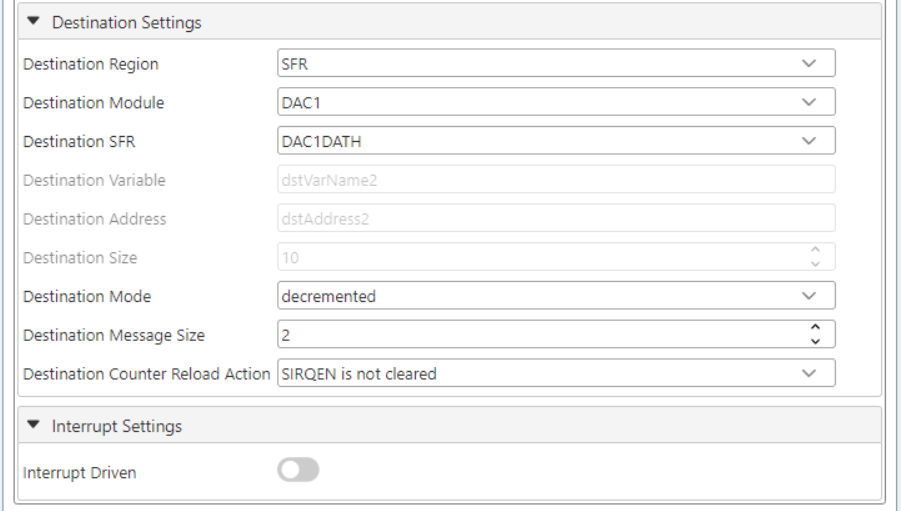 Destination Settings
Destination Region SFR
Destination Module DAC1
Destination SFR DAC1DATH
Destination Variable dstVarName2
Destination Address dstAddress2
Destination Size 10
Destination Mode decremented
Destination Message Size 2
Destination Counter Reload Action SIRQEN is not cleared
Interrupt Settings
Interrupt Driven